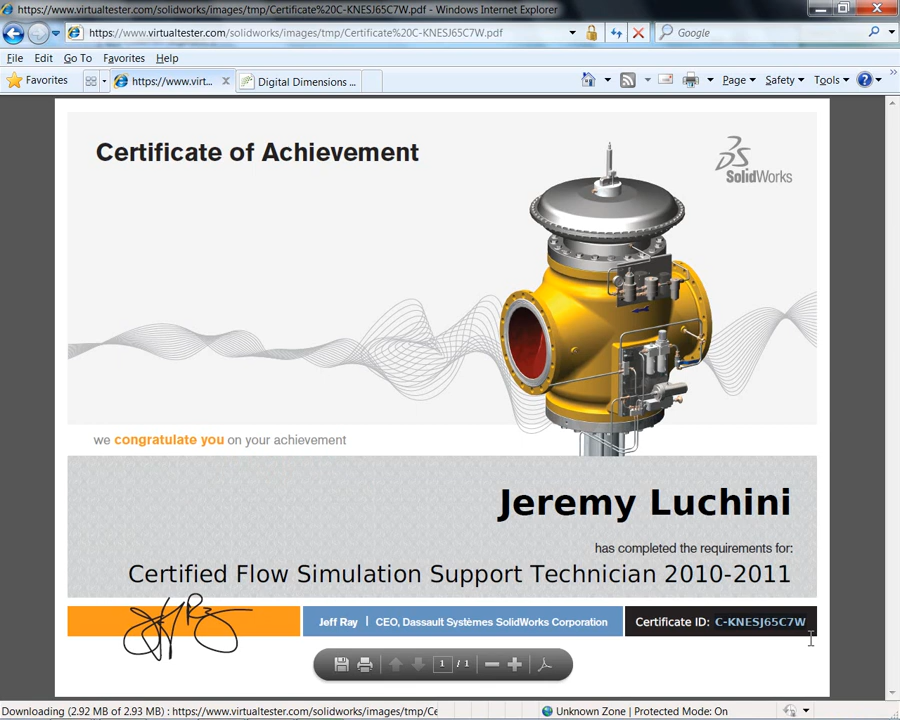 https://www.virtualtester.com/solidworks/images/tmp/Certificate%20C-KNESJ65C7W.pdf - Windows Internet Explorer
https://www.virtualtester.com/solidworks/images/tmp/Certificate%20C-KNESJ65C7W.pdf
Google
File Edit Go To Favorites Help
Favorites
https://www.virt...
Digital Dimensions ...
Page
Safety
Tools
Certificate of Achievement
SolidWorks
we congratulate you on your achievement
Jeremy Luchini
has completed the requirements for:
Certified Flow Simulation Support Technician 2010-2011
Jeff Ray | CEO, Dassault Systèmes SolidWorks Corporation
Certificate ID: C-KNESJ65C7W
1 / 1
Downloading (2.92 MB of 2.93 MB) : https://www.virtualtester.com/solidworks/images/tmp/Ce
Unknown Zone | Protected Mode: On